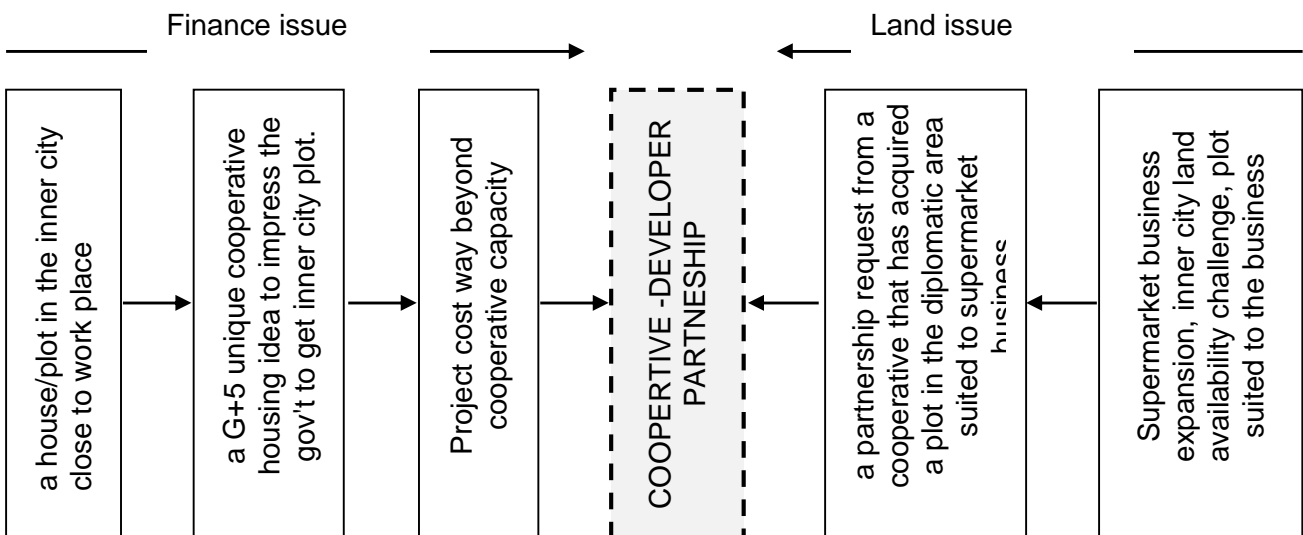 Finance issue
Land issue
a house/plot in the inner city
close to work place
a G+5 unique cooperative
housing idea to impress the
gov't to get inner city plot.
Project cost way beyond
cooperative capacity
COOPERTIVE -DEVELOPER
PARTNESHIP
a partnership request from a
cooperative that has acquired
a plot in the diplomatic area
suited to supermarket
business
Supermarket business
expansion, inner city land
availability challenge, plot
suited to the business